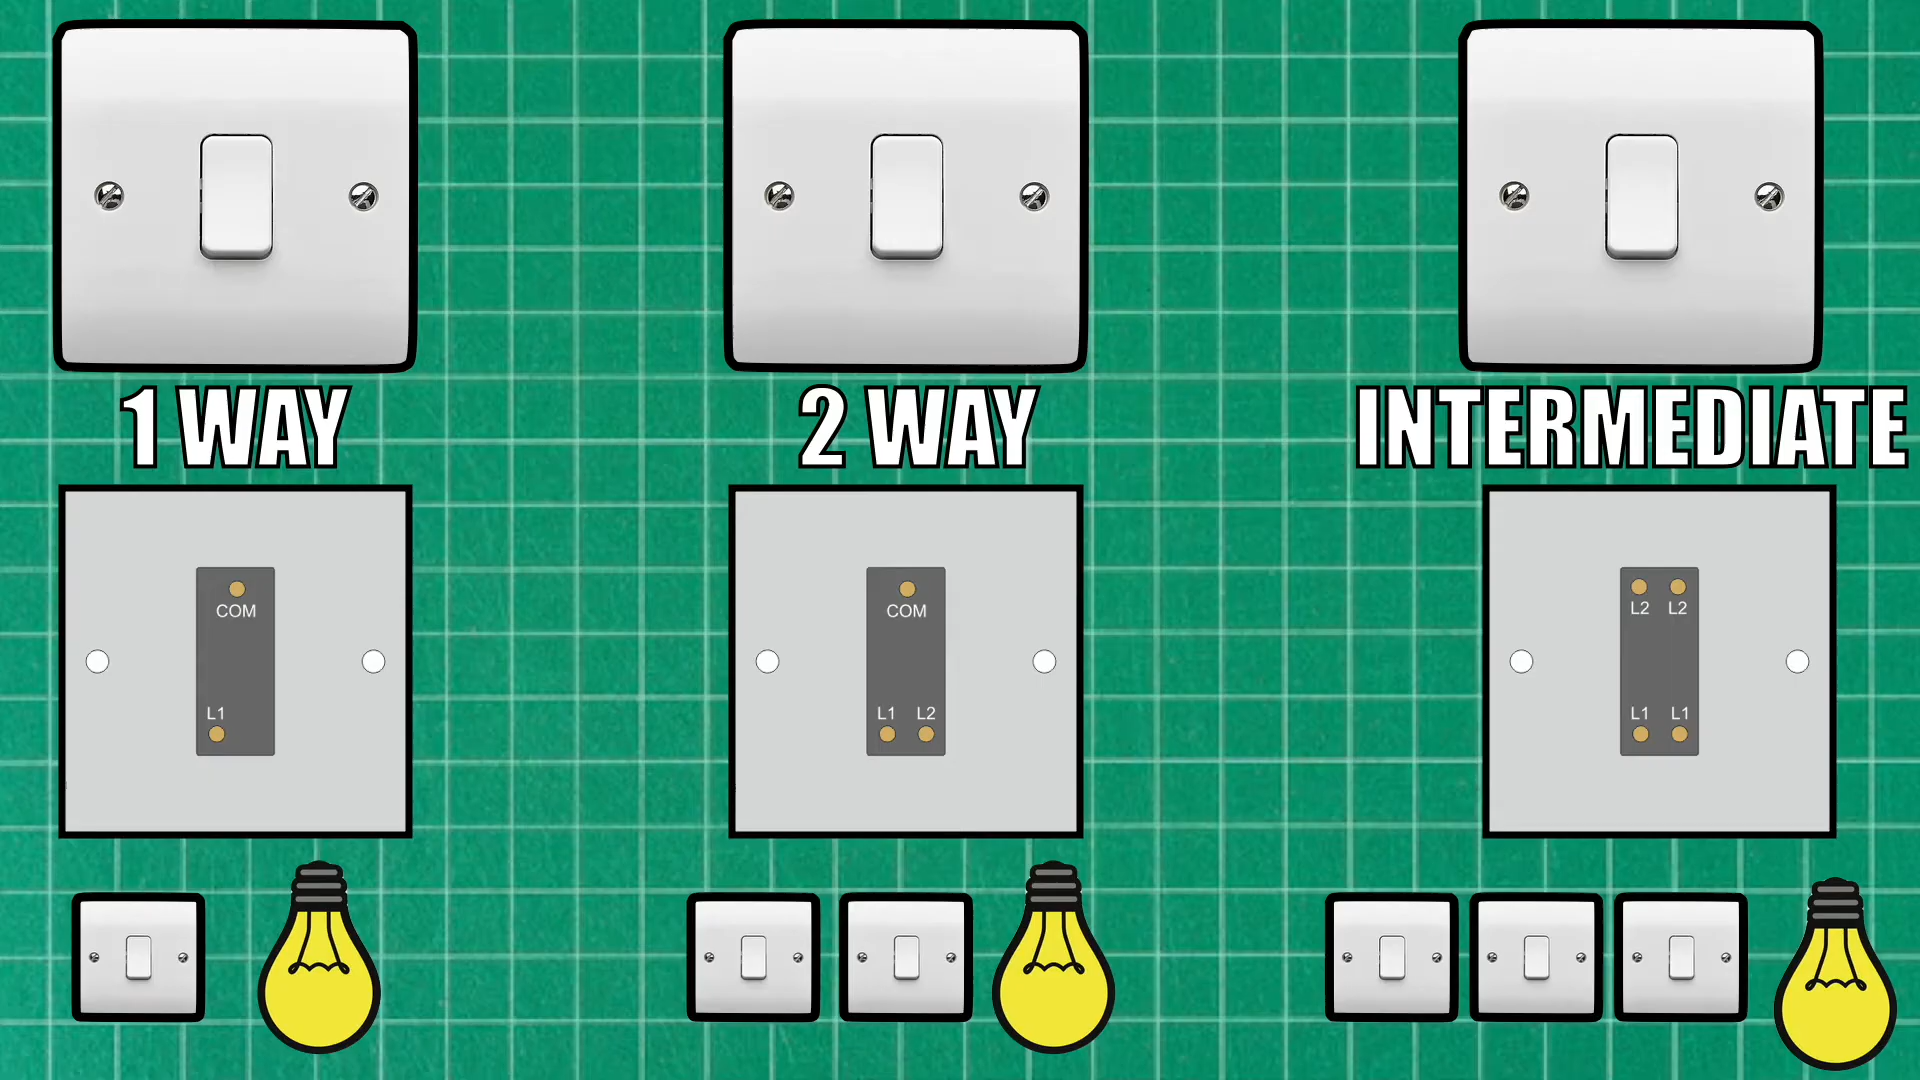 1 WAY
2 WAY
INTERMEDIATE
COM
L1
COM
L1 L2
L2 L2
L1 L1